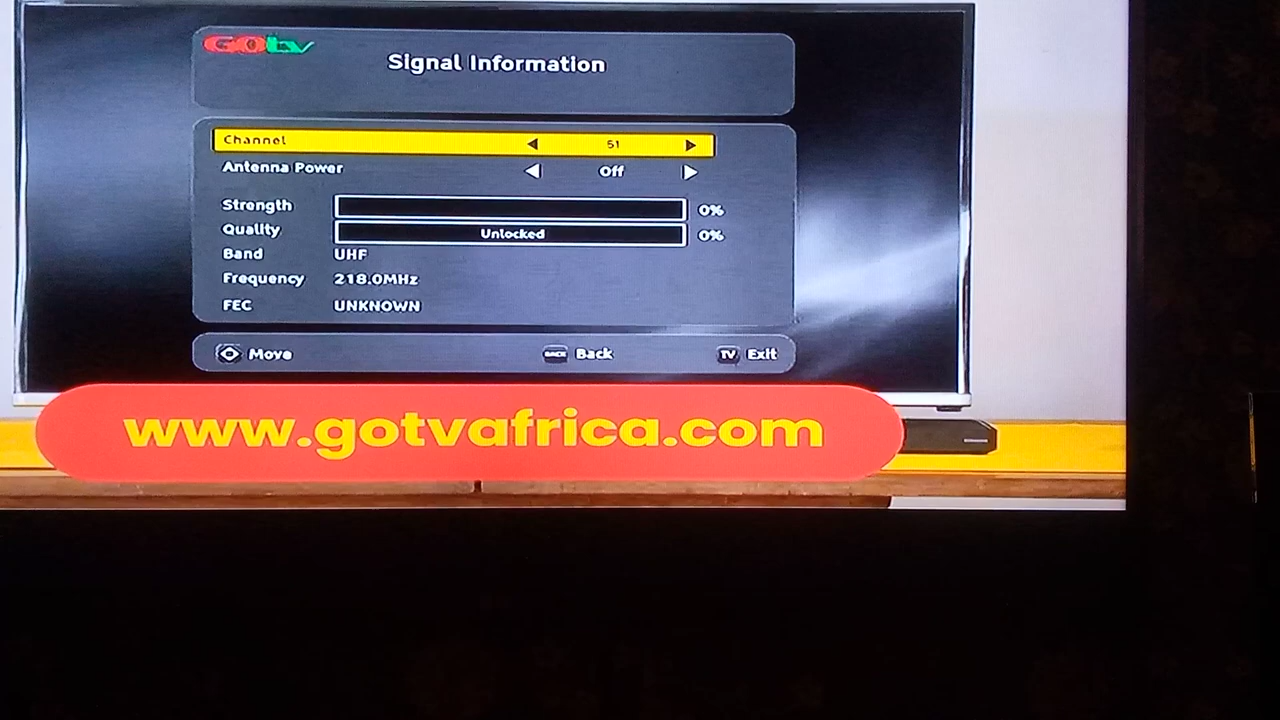 GOtv
Signal Information
Channel 51
Antenna Power Off
Strength 0%
Quality Unlocked 0%
Band UHF
Frequency 218.0MHz
FEC UNKNOWN
Move BACK Back TV Exit
www.gotvafrica.com